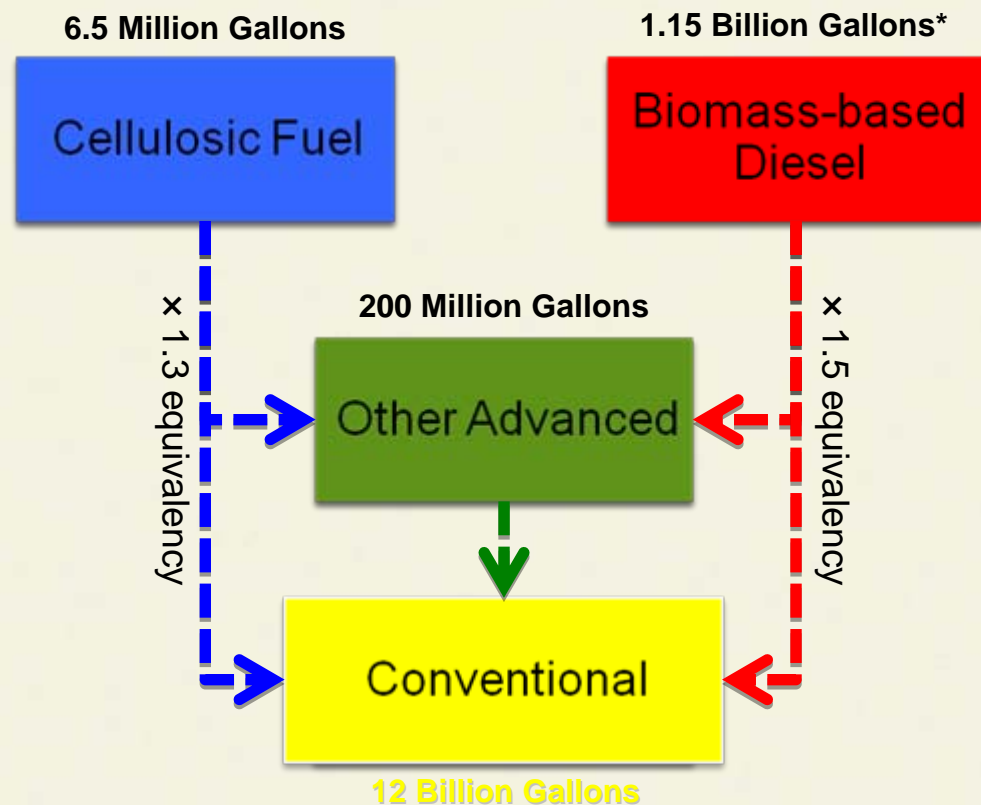 6.5 Million Gallons
1.15 Billion Gallons*
Cellulosic Fuel
Biomass-based
Diesel
× 1.3 equivalency
200 Million Gallons
× 1.5 equivalency
Other Advanced
Conventional
12 Billion Gallons